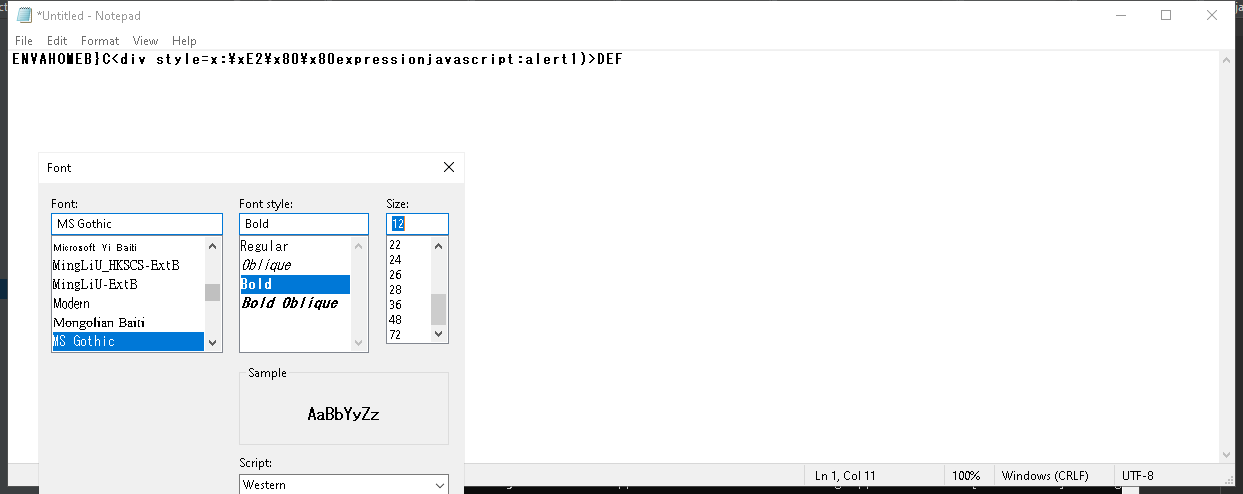 *Untitled - Notepad
File Edit Format View Help
ENVAHOWEB}C<div style=x:¥xE2¥x80¥x80expressionjavascript:alert1)>DEF
Font
Font: Font style: Size:
MS Gothic Bold 12
Microsoft Yi Baiti
MingLiU_HKSCS-ExtB
MingLiU-ExtB
Modern
Mongolian Baiti
MS Gothic
Regular
Oblique
Bold
Bold Oblique
22
24
26
28
36
48
72
Sample
AaBbYyZz
Script:
Western
Ln 1, Col 11 100% Windows (CRLF) UTF-8